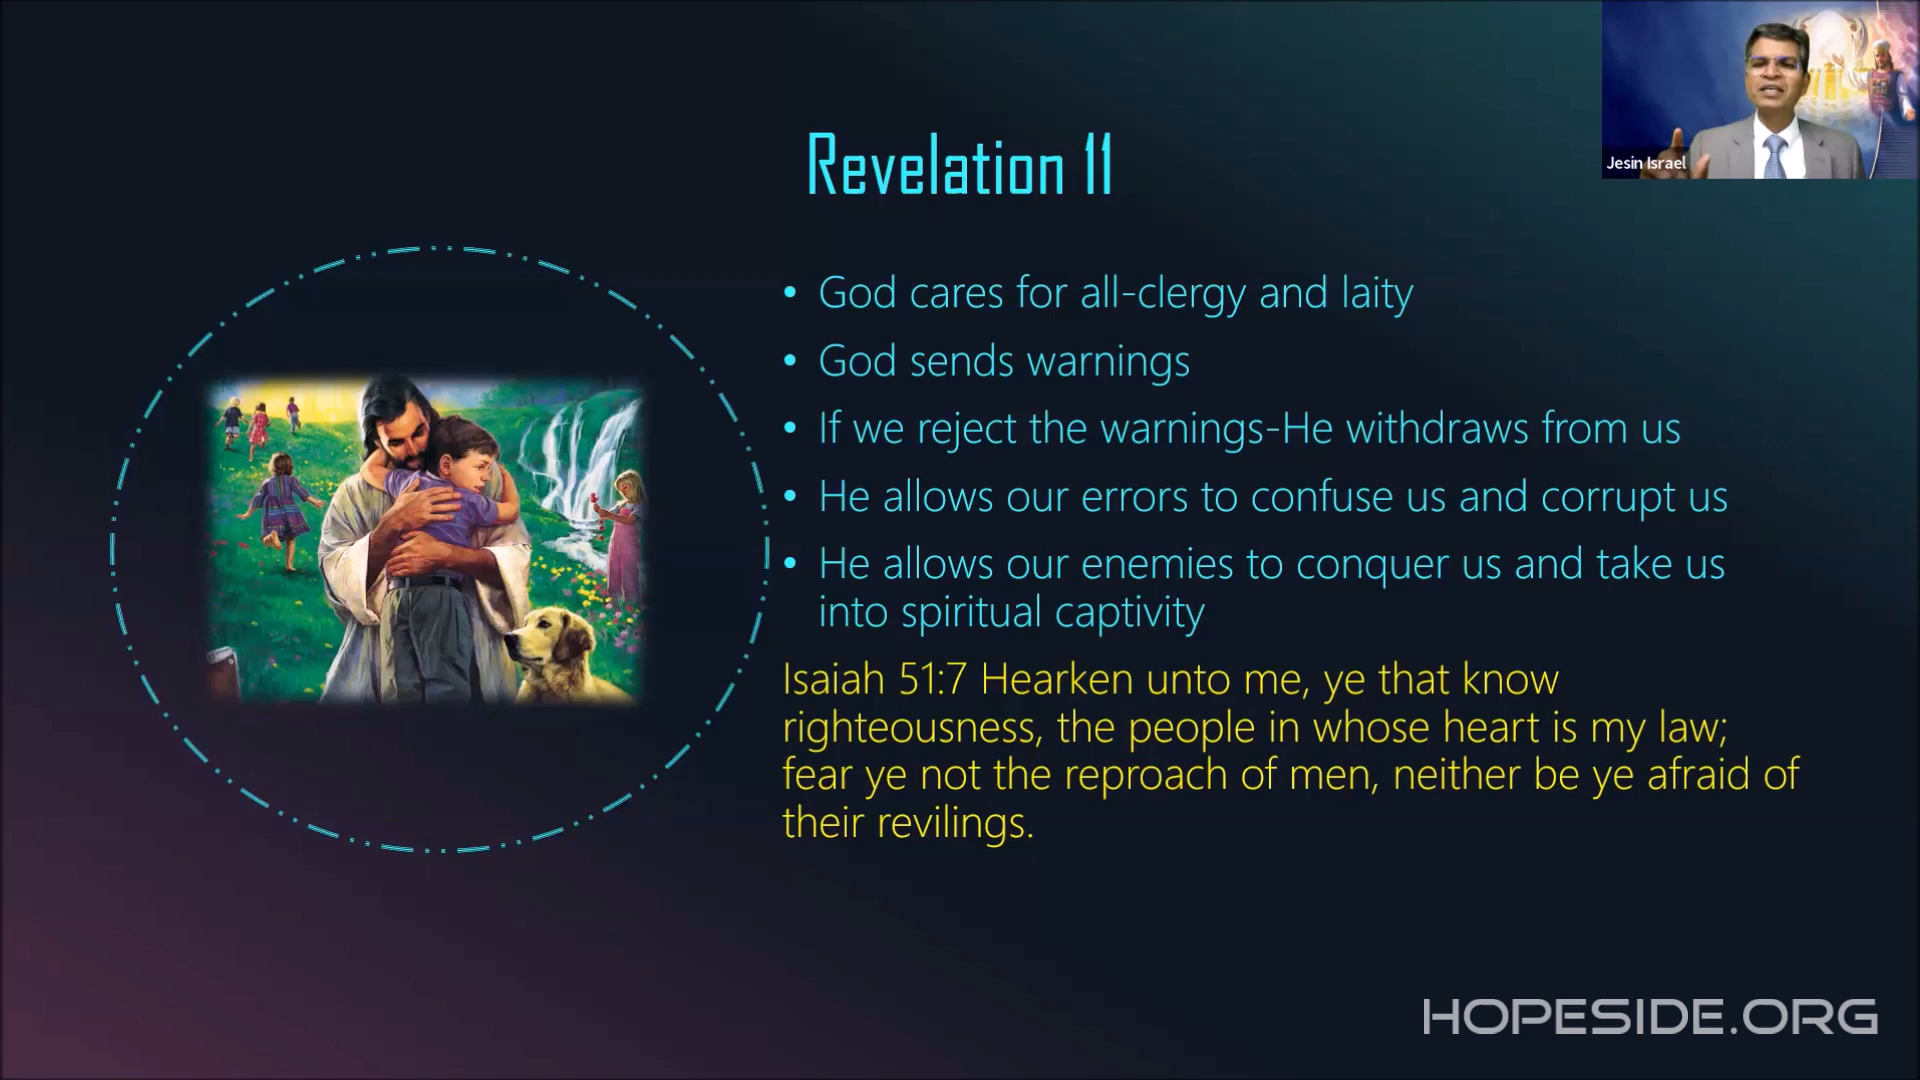 Jesin Israel
Revelation 11
• God cares for all-clergy and laity
• God sends warnings
• If we reject the warnings-He withdraws from us
• He allows our errors to confuse us and corrupt us
• He allows our enemies to conquer us and take us
into spiritual captivity
Isaiah 51:7 Hearken unto me, ye that know
righteousness, the people in whose heart is my law;
fear ye not the reproach of men, neither be ye afraid of
their revilings.
HOPESIDE.ORG